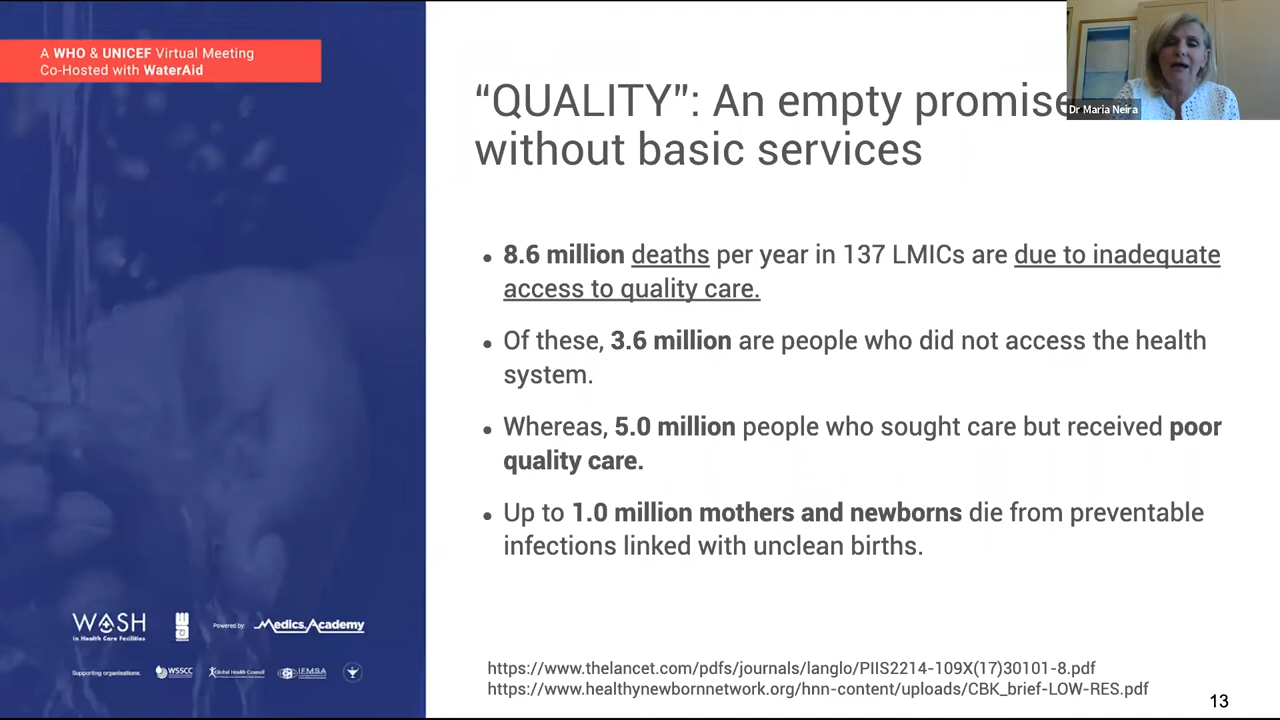 A WHO & UNICEF Virtual Meeting
Co-Hosted with WaterAid
Dr Maria Neira
“QUALITY”: An empty promise
without basic services
• 8.6 million deaths per year in 137 LMICs are due to inadequate
access to quality care.
• Of these, 3.6 million are people who did not access the health
system.
• Whereas, 5.0 million people who sought care but received poor
quality care.
• Up to 1.0 million mothers and newborns die from preventable
infections linked with unclean births.
WASH
in Health Care Facilities
Powered by: Medics.Academy
Supporting organisations: WSSCC Global Health Council IFMSA
https://www.thelancet.com/pdfs/journals/langlo/PIIS2214-109X(17)30101-8.pdf
https://www.healthynewbornnetwork.org/hnn-content/uploads/CBK_brief-LOW-RES.pdf
13